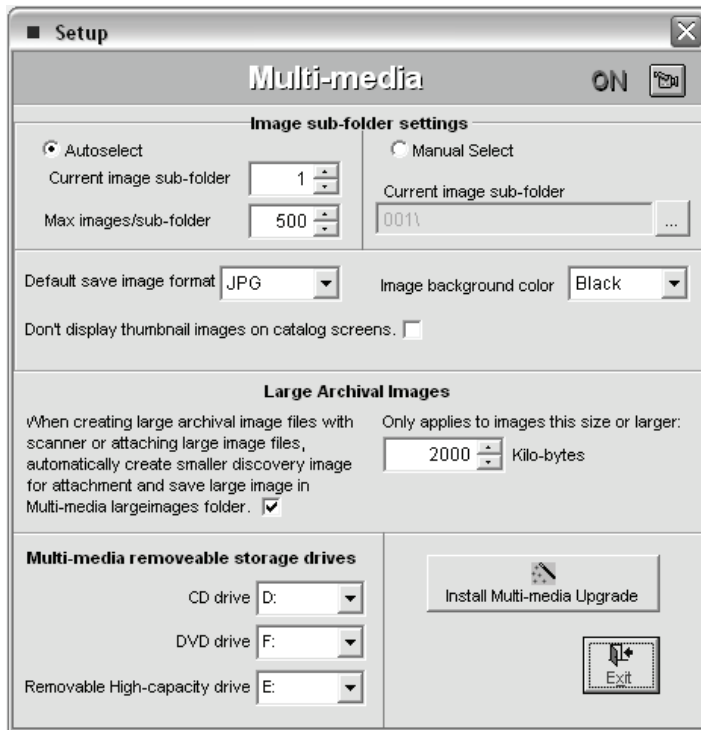 Setup
Multi-media
ON
Image sub-folder settings
Autoselect
Manual Select
Current image sub-folder
1
Current image sub-folder
Max images/sub-folder
500
001\
...
Default save image format
JPG
Image background color
Black
Don't display thumbnail images on catalog screens.
Large Archival Images
When creating large archival image files with
scanner or attaching large image files,
automatically create smaller discovery image
for attachment and save large image in
Multi-media largeimages folder.
Only applies to images this size or larger:
2000
Kilo-bytes
Multi-media removeable storage drives
CD drive
D:
DVD drive
F:
Removable High-capacity drive
E:
Install Multi-media Upgrade
Exit